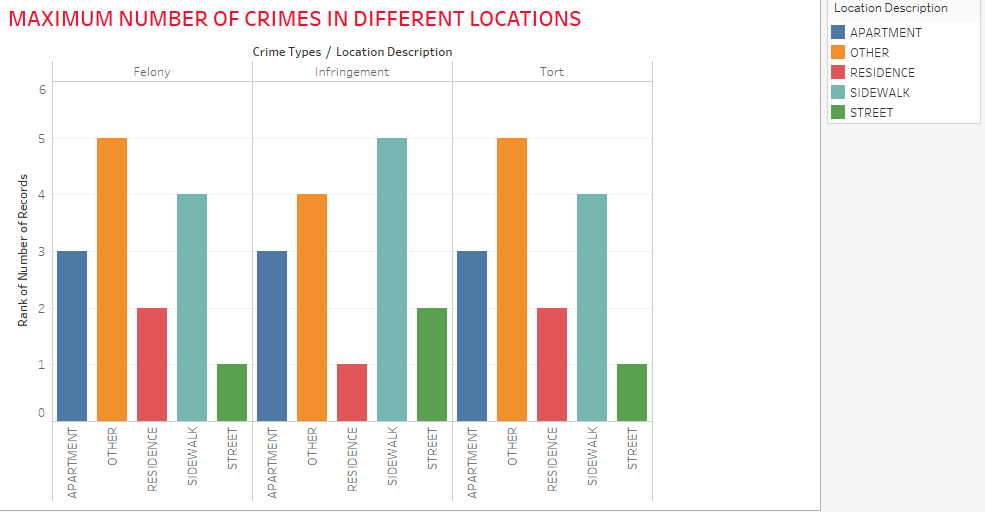 MAXIMUM NUMBER OF CRIMES IN DIFFERENT LOCATIONS
Location Description
APARTMENT
OTHER
RESIDENCE
SIDEWALK
STREET
Crime Types / Location Description
Felony
Infringement
Tort
Rank of Number of Records
6
5
4
3
2
1
0
APARTMENT
OTHER
RESIDENCE
SIDEWALK
STREET
APARTMENT
OTHER
RESIDENCE
SIDEWALK
STREET
APARTMENT
OTHER
RESIDENCE
SIDEWALK
STREET